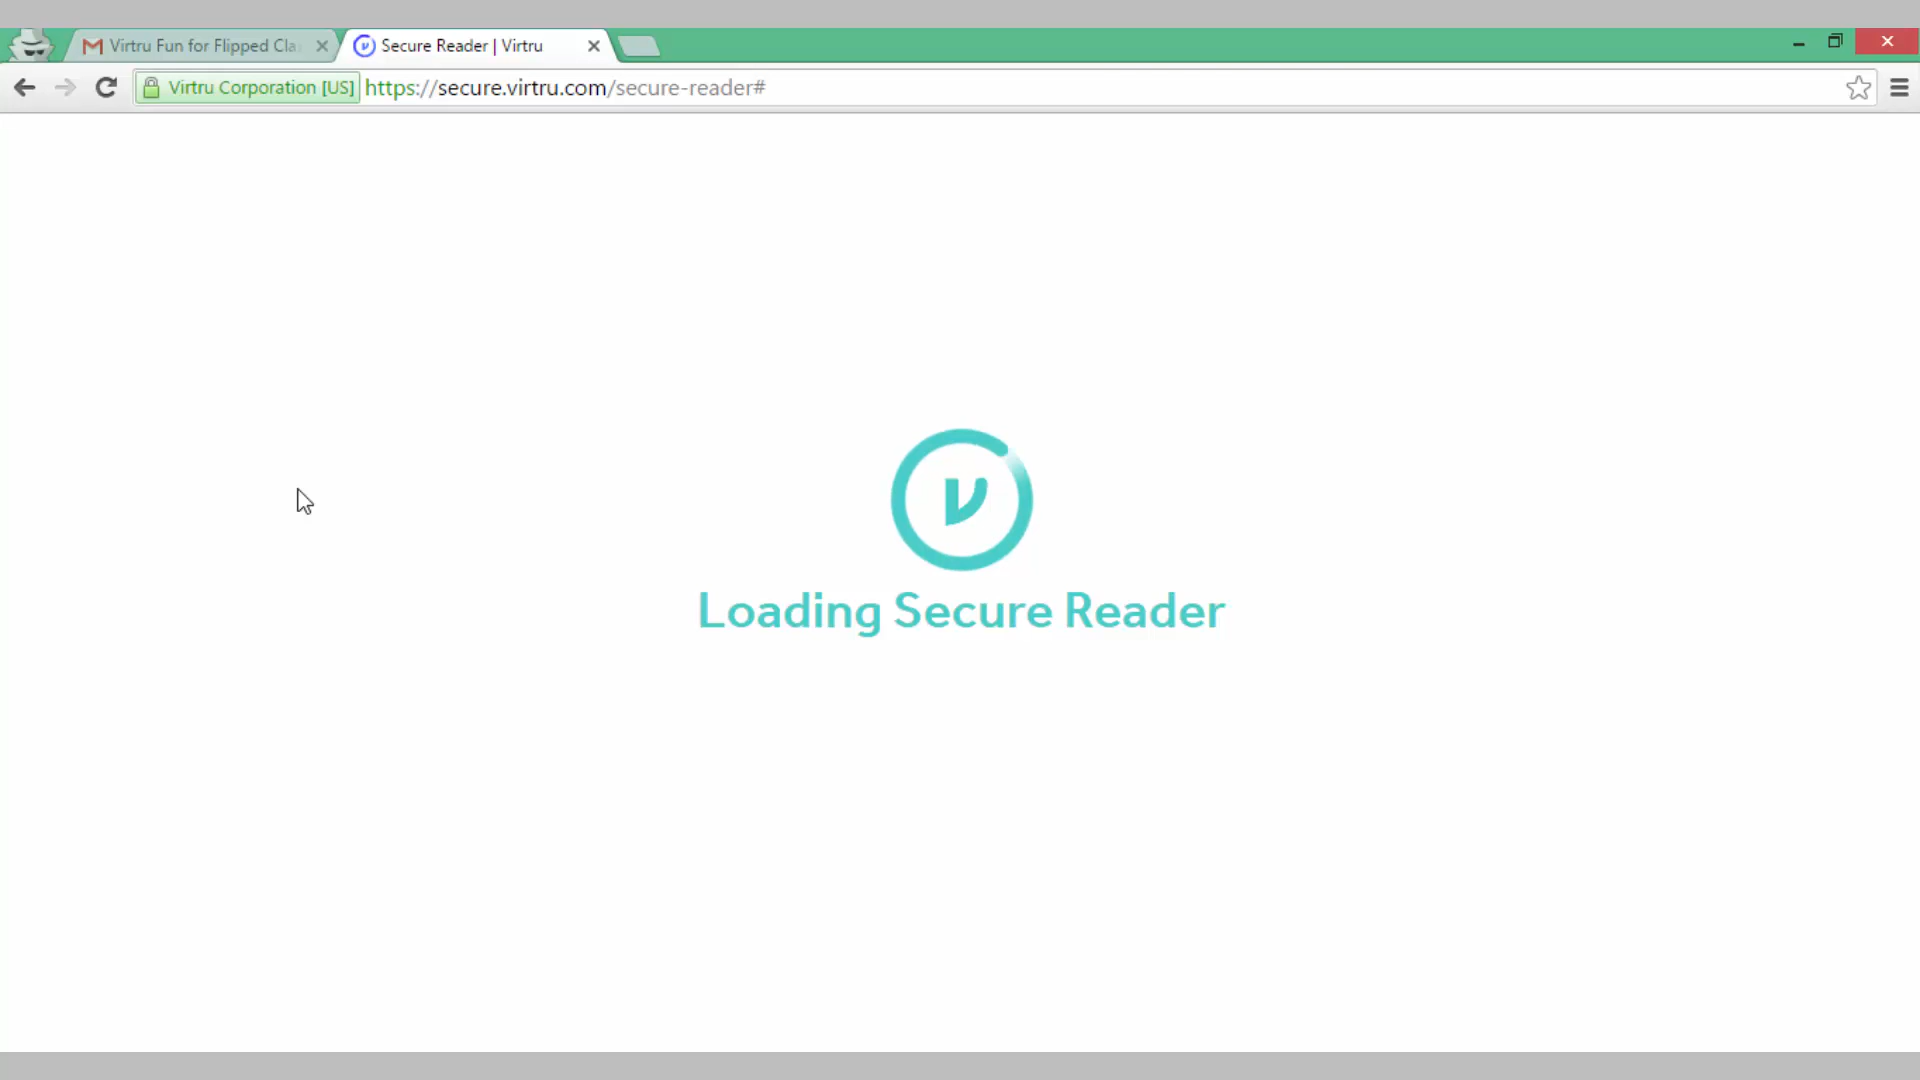 Virtru Fun for Flipped Cla
Secure Reader | Virtru
Virtru Corporation [US]
https://secure.virtru.com/secure-reader#
Loading Secure Reader